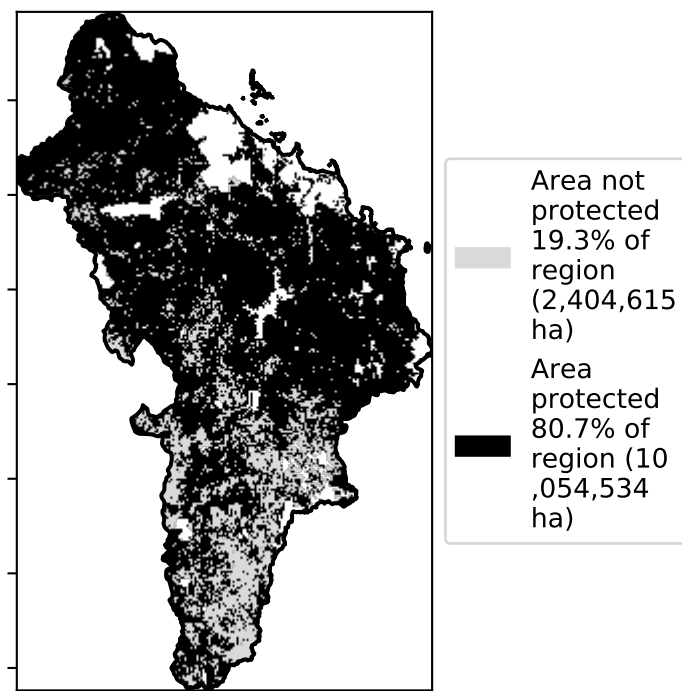 Area not
protected
19.3% of
region
(2,404,615
ha)
Area
protected
80.7% of
region (10
,054,534
ha)